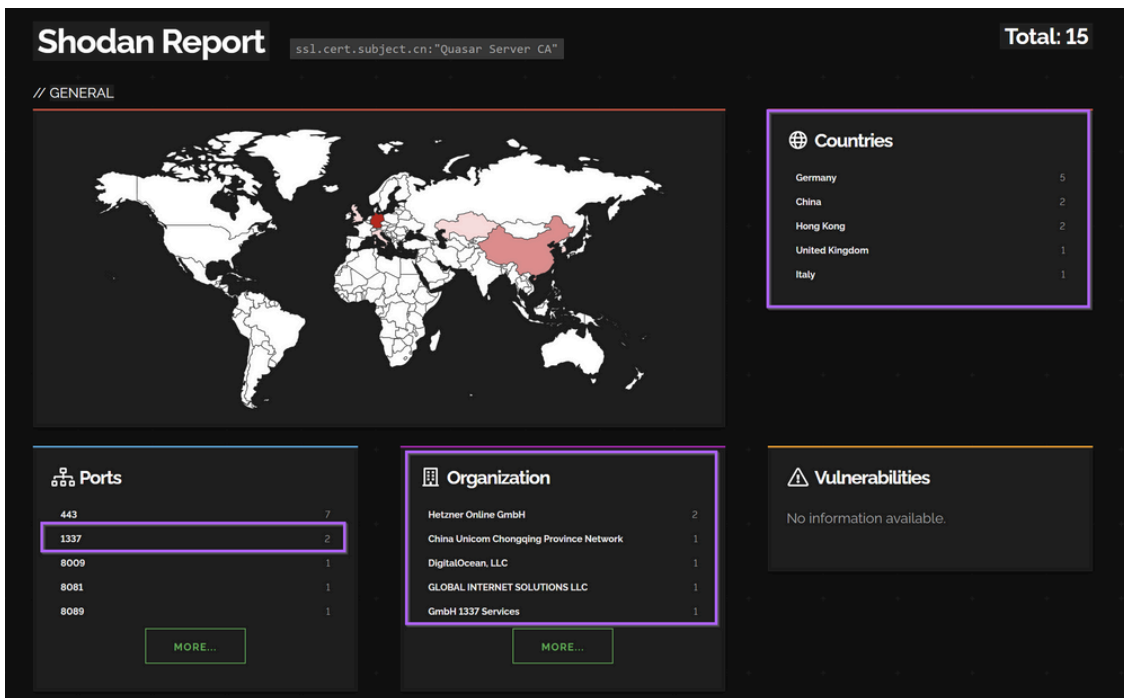 Shodan Report
ssl.cert.subject.cn:"Quasar Server CA"
Total: 15
// GENERAL
Countries
Germany 5
China 2
Hong Kong 2
United Kingdom 1
Italy 1
Ports
443 7
1337 2
8009 1
8081 1
8089 1
MORE...
Organization
Hetzner Online GmbH 2
China Unicom Chongqing Province Network 1
DigitalOcean, LLC 1
GLOBAL INTERNET SOLUTIONS LLC 1
GmbH 1337 Services 1
MORE...
Vulnerabilities
No information available.